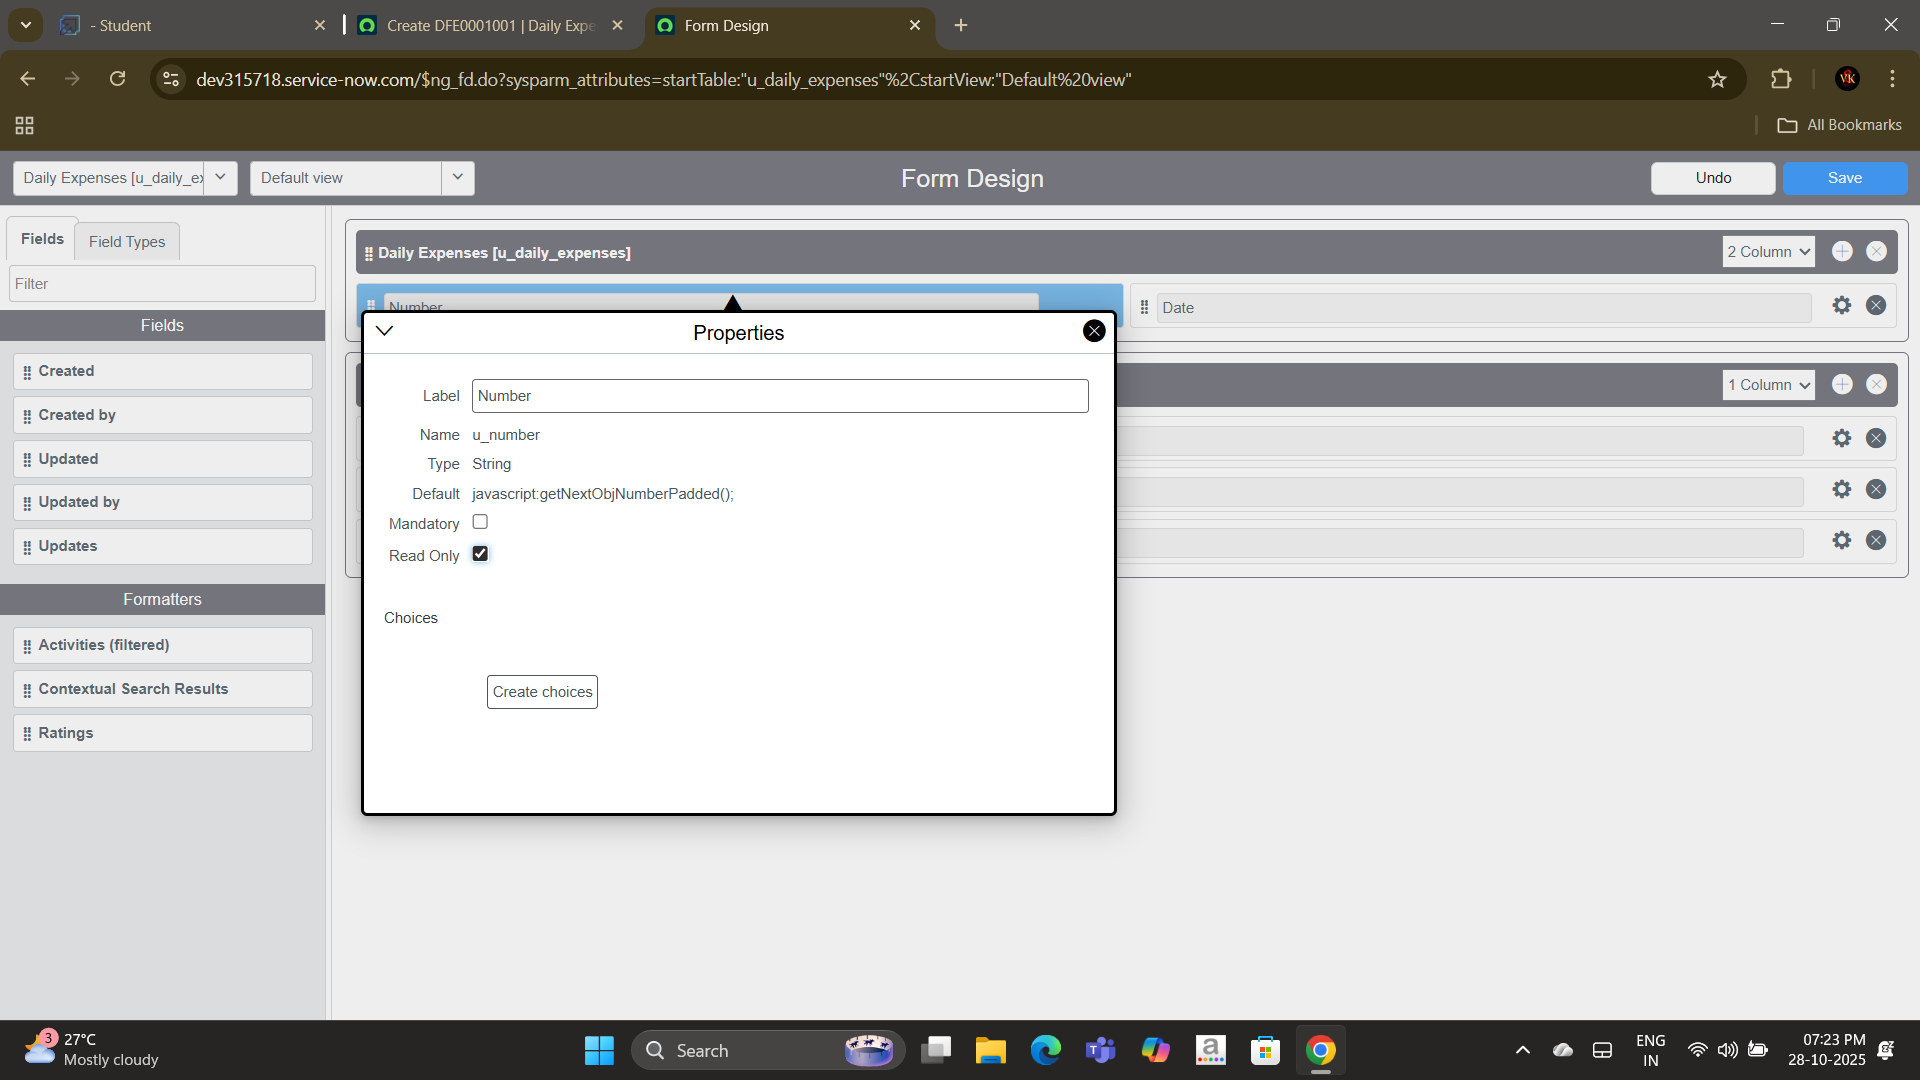 - Student
Create DFE0001001 | Daily Expe
Form Design
dev315718.service-now.com/$ng_fd.do?sysparm_attributes=startTable:"u_daily_expenses"%2CstartView:"Default%20view"
VK
All Bookmarks
Daily Expenses [u_daily_ex
Default view
Form Design
Undo
Save
Fields
Field Types
Filter
Fields
Created
Created by
Updated
Updated by
Updates
Formatters
Activities (filtered)
Contextual Search Results
Ratings
Daily Expenses [u_daily_expenses]
2 Column
Number
Date
1 Column
Properties
Label
Number
Name u_number
Type String
Default javascript:getNextObjNumberPadded();
Mandatory
Read Only
Choices
Create choices
3
27°C
Mostly cloudy
Search
ENG
IN
07:23 PM
28-10-2025